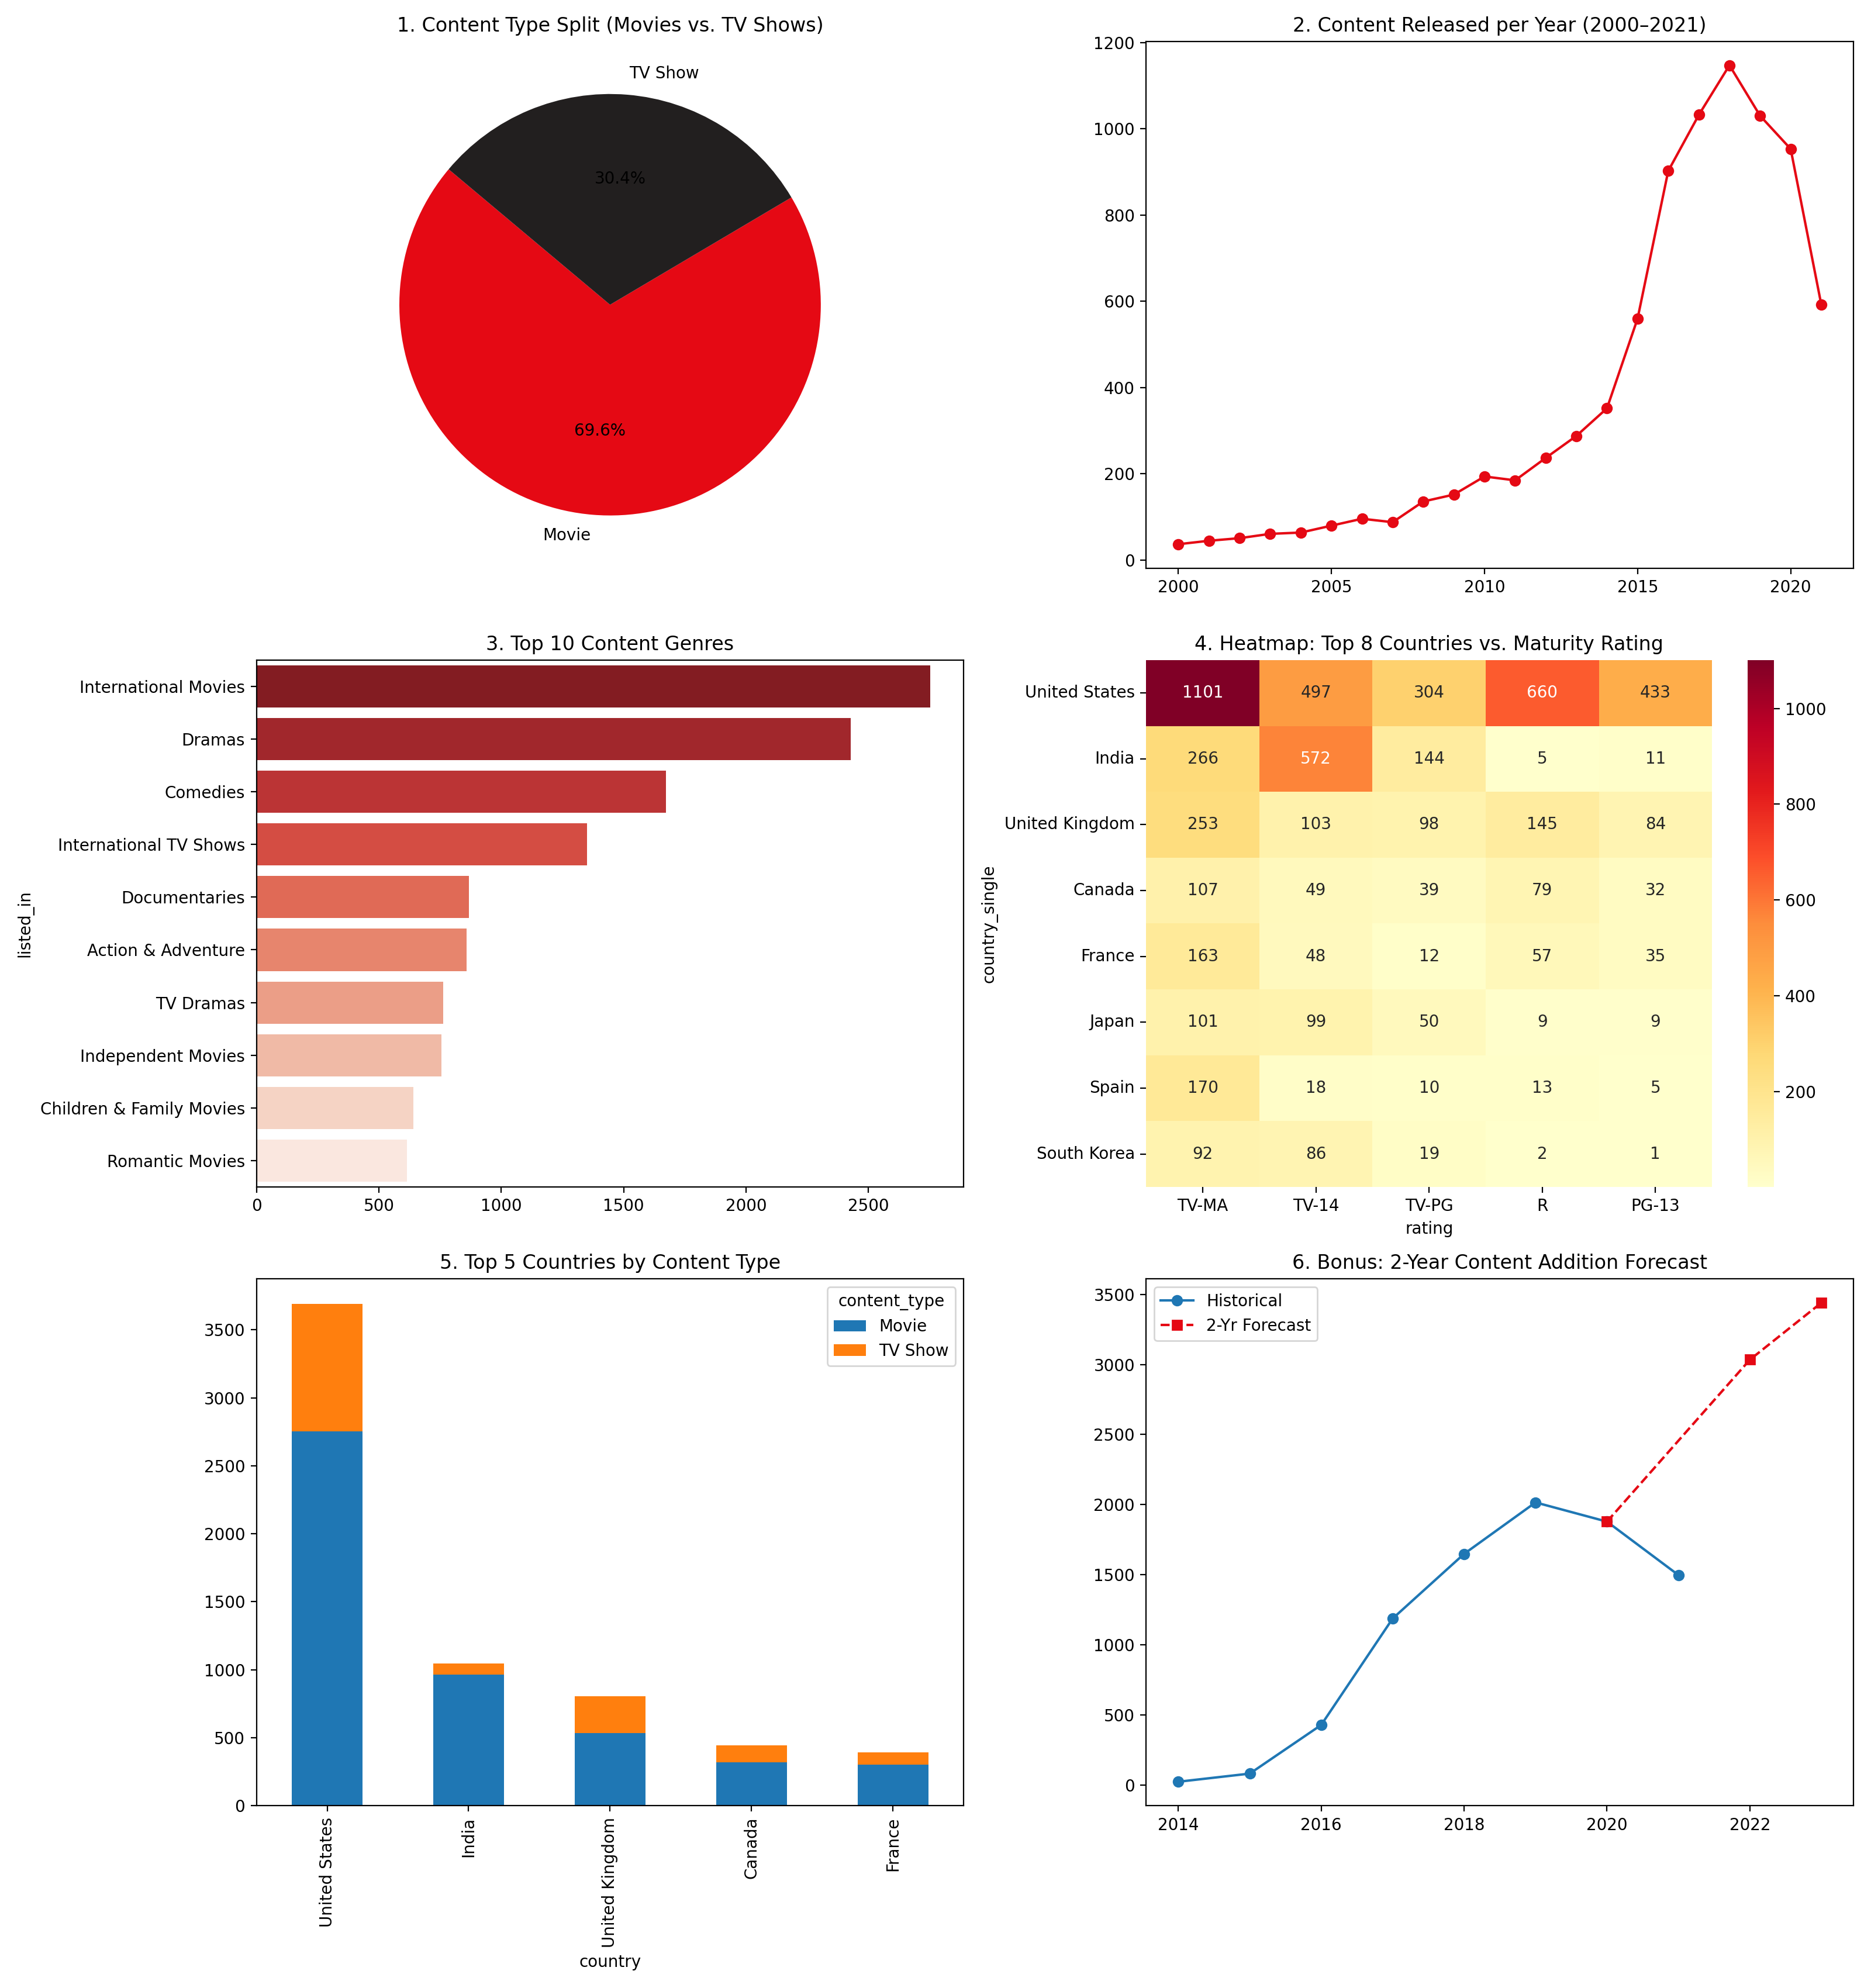 1. Content Type Split (Movies vs. TV Shows)
TV Show
30.4%
69.6%
Movie
2. Content Released per Year (2000–2021)
1200
1000
800
600
400
200
0
2000 2005 2010 2015 2020
3. Top 10 Content Genres
listed_in
International Movies
Dramas
Comedies
International TV Shows
Documentaries
Action & Adventure
TV Dramas
Independent Movies
Children & Family Movies
Romantic Movies
0 500 1000 1500 2000 2500
4. Heatmap: Top 8 Countries vs. Maturity Rating
country_single
United States 1101 497 304 660 433
India 266 572 144 5 11
United Kingdom 253 103 98 145 84
Canada 107 49 39 79 32
France 163 48 12 57 35
Japan 101 99 50 9 9
Spain 170 18 10 13 5
South Korea 92 86 19 2 1
TV-MA TV-14 TV-PG R PG-13
rating
1000
800
600
400
200
5. Top 5 Countries by Content Type
content_type
Movie
TV Show
3500
3000
2500
2000
1500
1000
500
0
United States
India
United Kingdom
Canada
France
country
6. Bonus: 2-Year Content Addition Forecast
Historical
2-Yr Forecast
3500
3000
2500
2000
1500
1000
500
0
2014 2016 2018 2020 2022